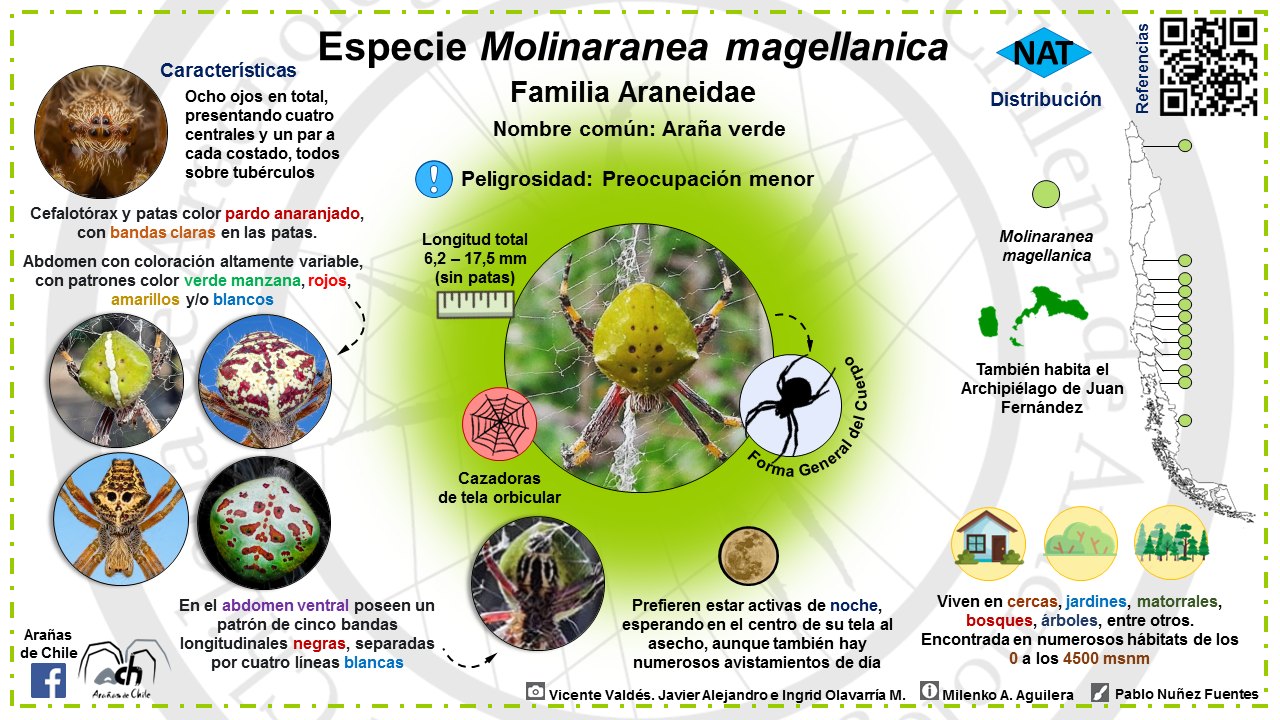 Especie Molinaranea magellanica
Familia Araneidae
Nombre común: Araña verde
Peligrosidad: Preocupación menor
Características
Ocho ojos en total,
presentando cuatro
centrales y un par a
cada costado, todos
sobre tubérculos
Cefalotórax y patas color pardo anaranjado,
con bandas claras en las patas.
Abdomen con coloración altamente variable,
con patrones color verde manzana, rojos,
amarillos y/o blancos
En el abdomen ventral poseen un
patrón de cinco bandas
longitudinales negras, separadas
por cuatro líneas blancas
Arañas
de Chile
ach
Arañas de Chile
Longitud total
6,2 – 17,5 mm
(sin patas)
Cazadoras
de tela orbicular
Forma General del Cuerpo
Prefieren estar activas de noche,
esperando en el centro de su tela al
asecho, aunque también hay
numerosos avistamientos de día
NAT
Distribución
Referencias
Molinaranea
magellanica
También habita el
Archipiélago de Juan
Fernández
Viven en cercas, jardines, matorrales,
bosques, árboles, entre otros.
Encontrada en numerosos hábitats de los
0 a los 4500 msnm
Vicente Valdés. Javier Alejandro e Ingrid Olavarría M.
Milenko A. Aguilera
Pablo Nuñez Fuentes